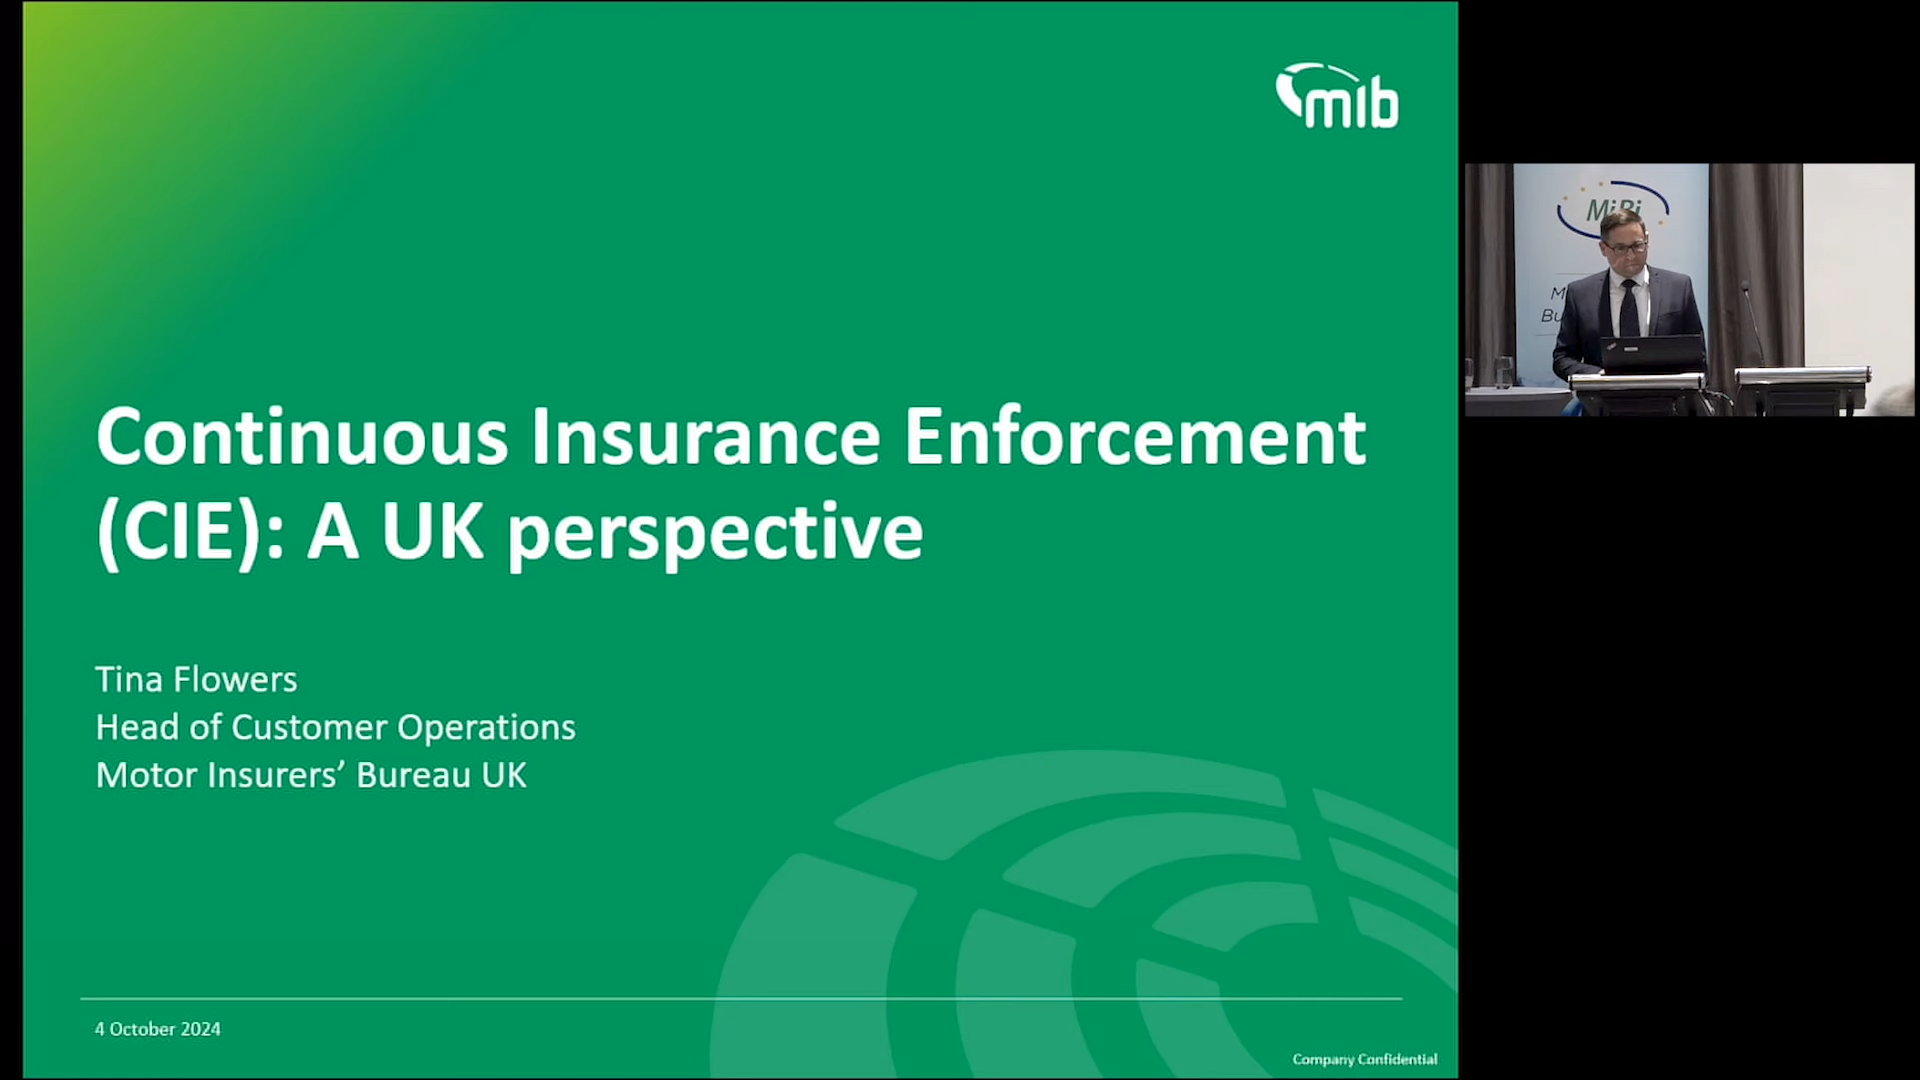 mib
Continuous Insurance Enforcement
(CIE): A UK perspective
Tina Flowers
Head of Customer Operations
Motor Insurers’ Bureau UK
4 October 2024
Company Confidential